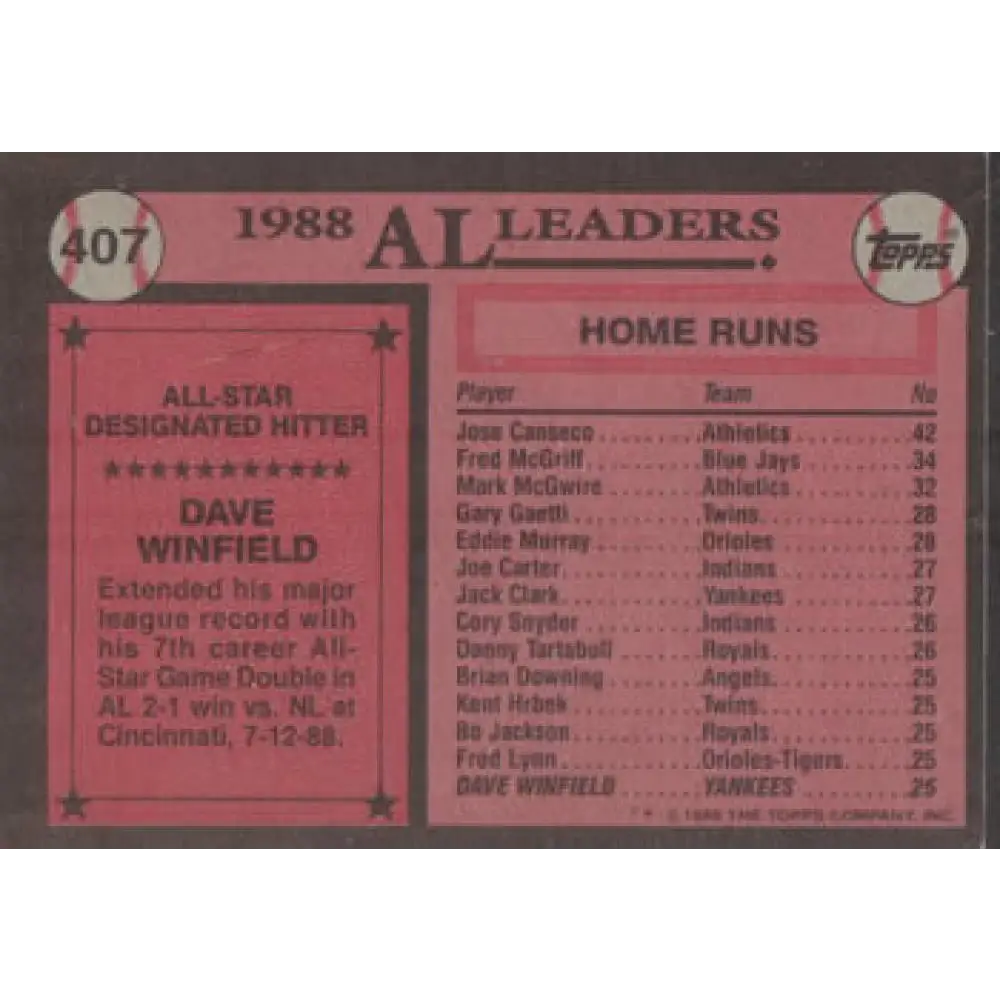 407
1988 AL LEADERS
TOPPS®
ALL-STAR
DESIGNATED HITTER
DAVE
WINFIELD
Extended his major
league record with
his 7th career All-
Star Game Double in
AL 2-1 win vs. NL at
Cincinnati, 7-12-88.
HOME RUNS
Player Team No
Jose Canseco..........Athletics..........42
Fred McGriff..........Blue Jays..........34
Mark McGwire..........Athletics..........32
Gary Gaetti..........Twins..........28
Eddie Murray..........Orioles..........28
Joe Carter..........Indians..........27
Jack Clark..........Yankees..........27
Cory Snyder..........Indians..........26
Danny Tartabull..........Royals..........26
Brian Downing..........Angels..........25
Kent Hrbek..........Twins..........25
Bo Jackson..........Royals..........25
Fred Lynn..........Orioles-Tigers..........25
DAVE WINFIELD..........YANKEES..........25
** © 1989 THE TOPPS COMPANY, INC.